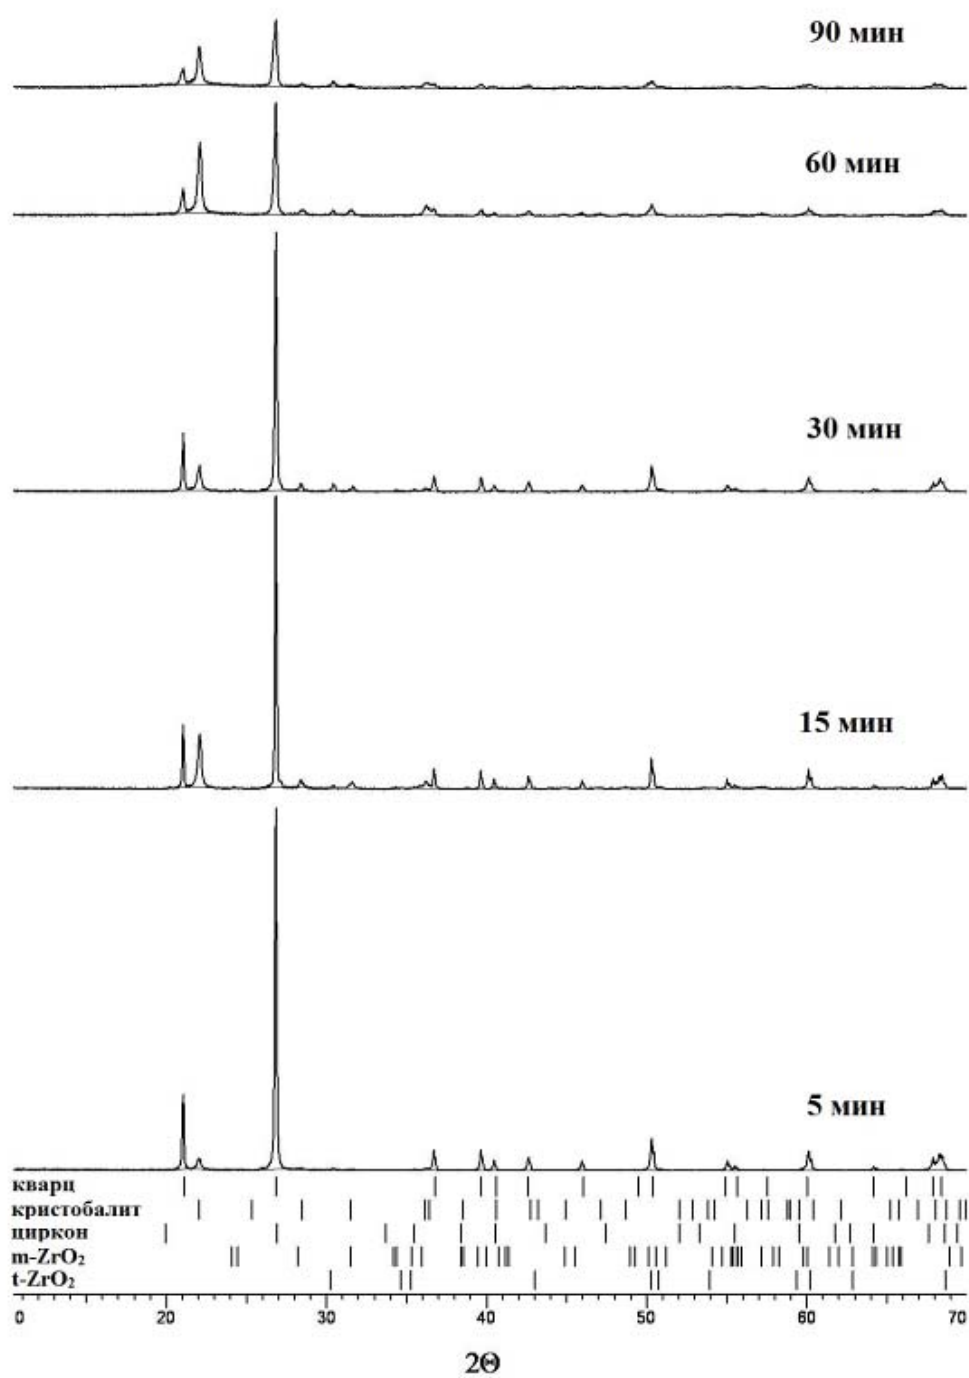 90 мин
60 мин
30 мин
15 мин
5 мин
кварц
кристобалит
циркон
m-ZrO₂
t-ZrO₂
0 20 30 40 50 60 70
2Θ